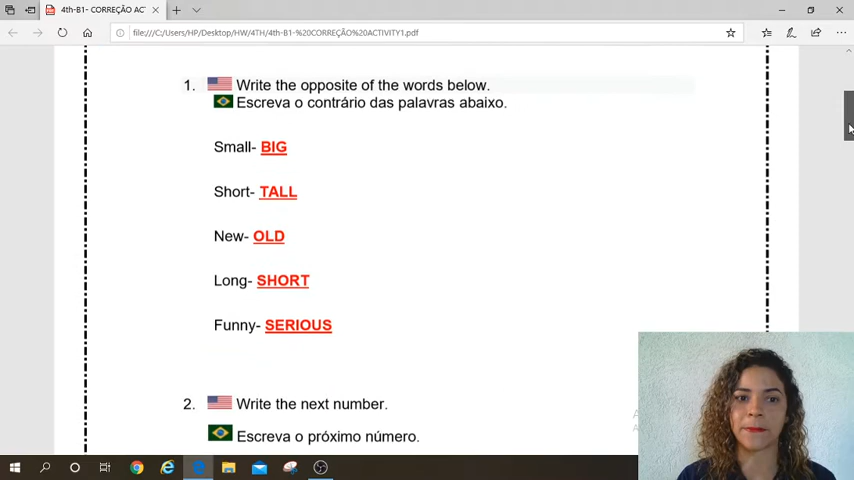 4th-B1- CORREÇÃO AC
file:///C:/Users/HP/Desktop/HW/4TH/4th-B1-%20CORREÇÃO%20ACTIVITY1.pdf
1. Write the opposite of the words below.
Escreva o contrário das palavras abaixo.
Small- BIG
Short- TALL
New- OLD
Long- SHORT
Funny- SERIOUS
2. Write the next number.
Escreva o próximo número.